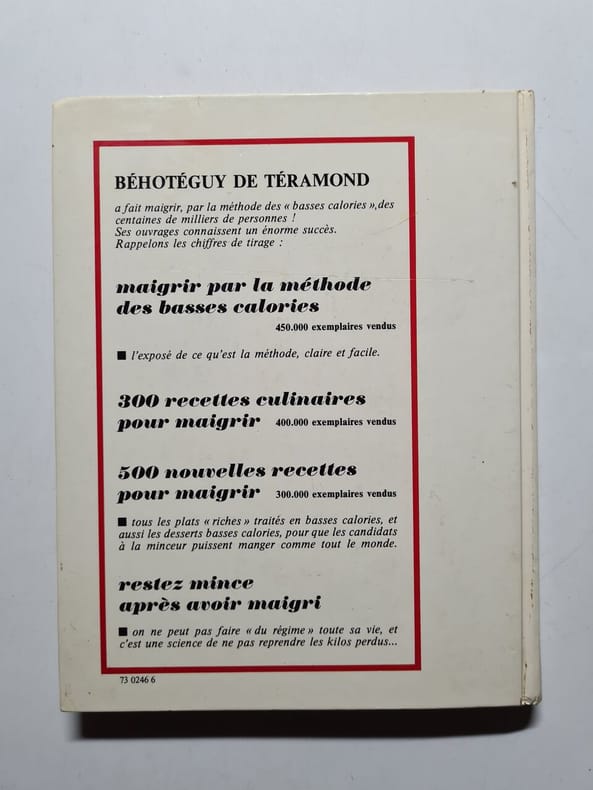 BÉHOTÉGUY DE TÉRAMOND
a fait maigrir, par la méthode des « basses calories », des
centaines de milliers de personnes !
Ses ouvrages connaissent un énorme succès.
Rappelons les chiffres de tirage :
maigrir par la méthode
des basses calories
450.000 exemplaires vendus
■ l'exposé de ce qu'est la méthode, claire et facile.
300 recettes culinaires
pour maigrir 400.000 exemplaires vendus
500 nouvelles recettes
pour maigrir 300.000 exemplaires vendus
■ tous les plats « riches » traités en basses calories, et
aussi les desserts basses calories, pour que les candidats
à la minceur puissent manger comme tout le monde.
restez mince
après avoir maigri
■ on ne peut pas faire « du régime » toute sa vie, et
c'est une science de ne pas reprendre les kilos perdus...
73 0246 6